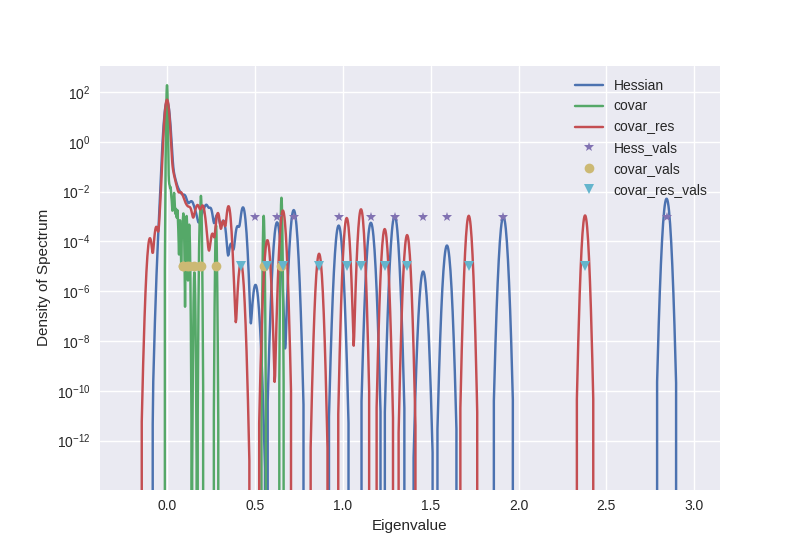 10^2
10^0
10^−2
10^−4
10^−6
10^−8
10^−10
10^−12
Density of Spectrum
Hessian
covar
covar_res
Hess_vals
covar_vals
covar_res_vals
0.0 0.5 1.0 1.5 2.0 2.5 3.0
Eigenvalue